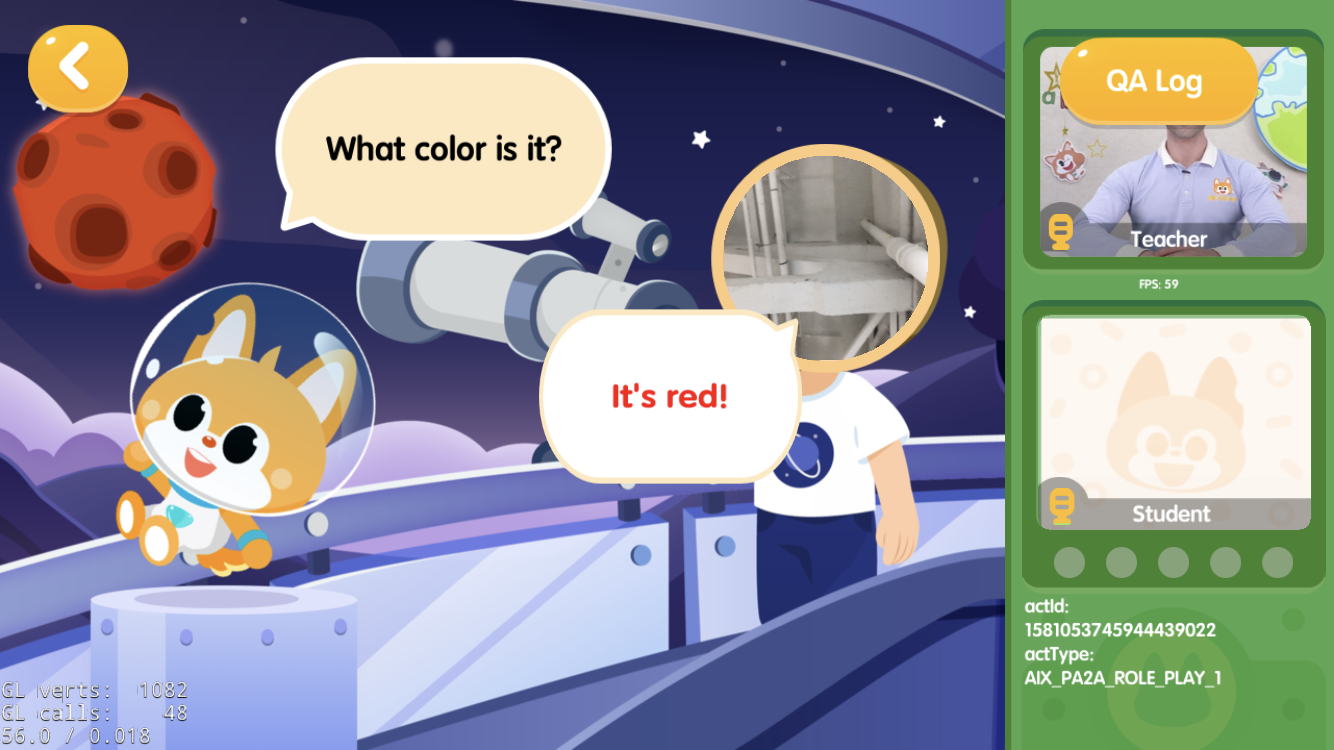 What color is it?
It's red!
QA Log
a
Teacher
FPS: 59
Student
actId:
1581053745944439022
actType:
AIX_PA2A_ROLE_PLAY_1
GL verts: 1082
GL calls: 48
56.0 / 0.018